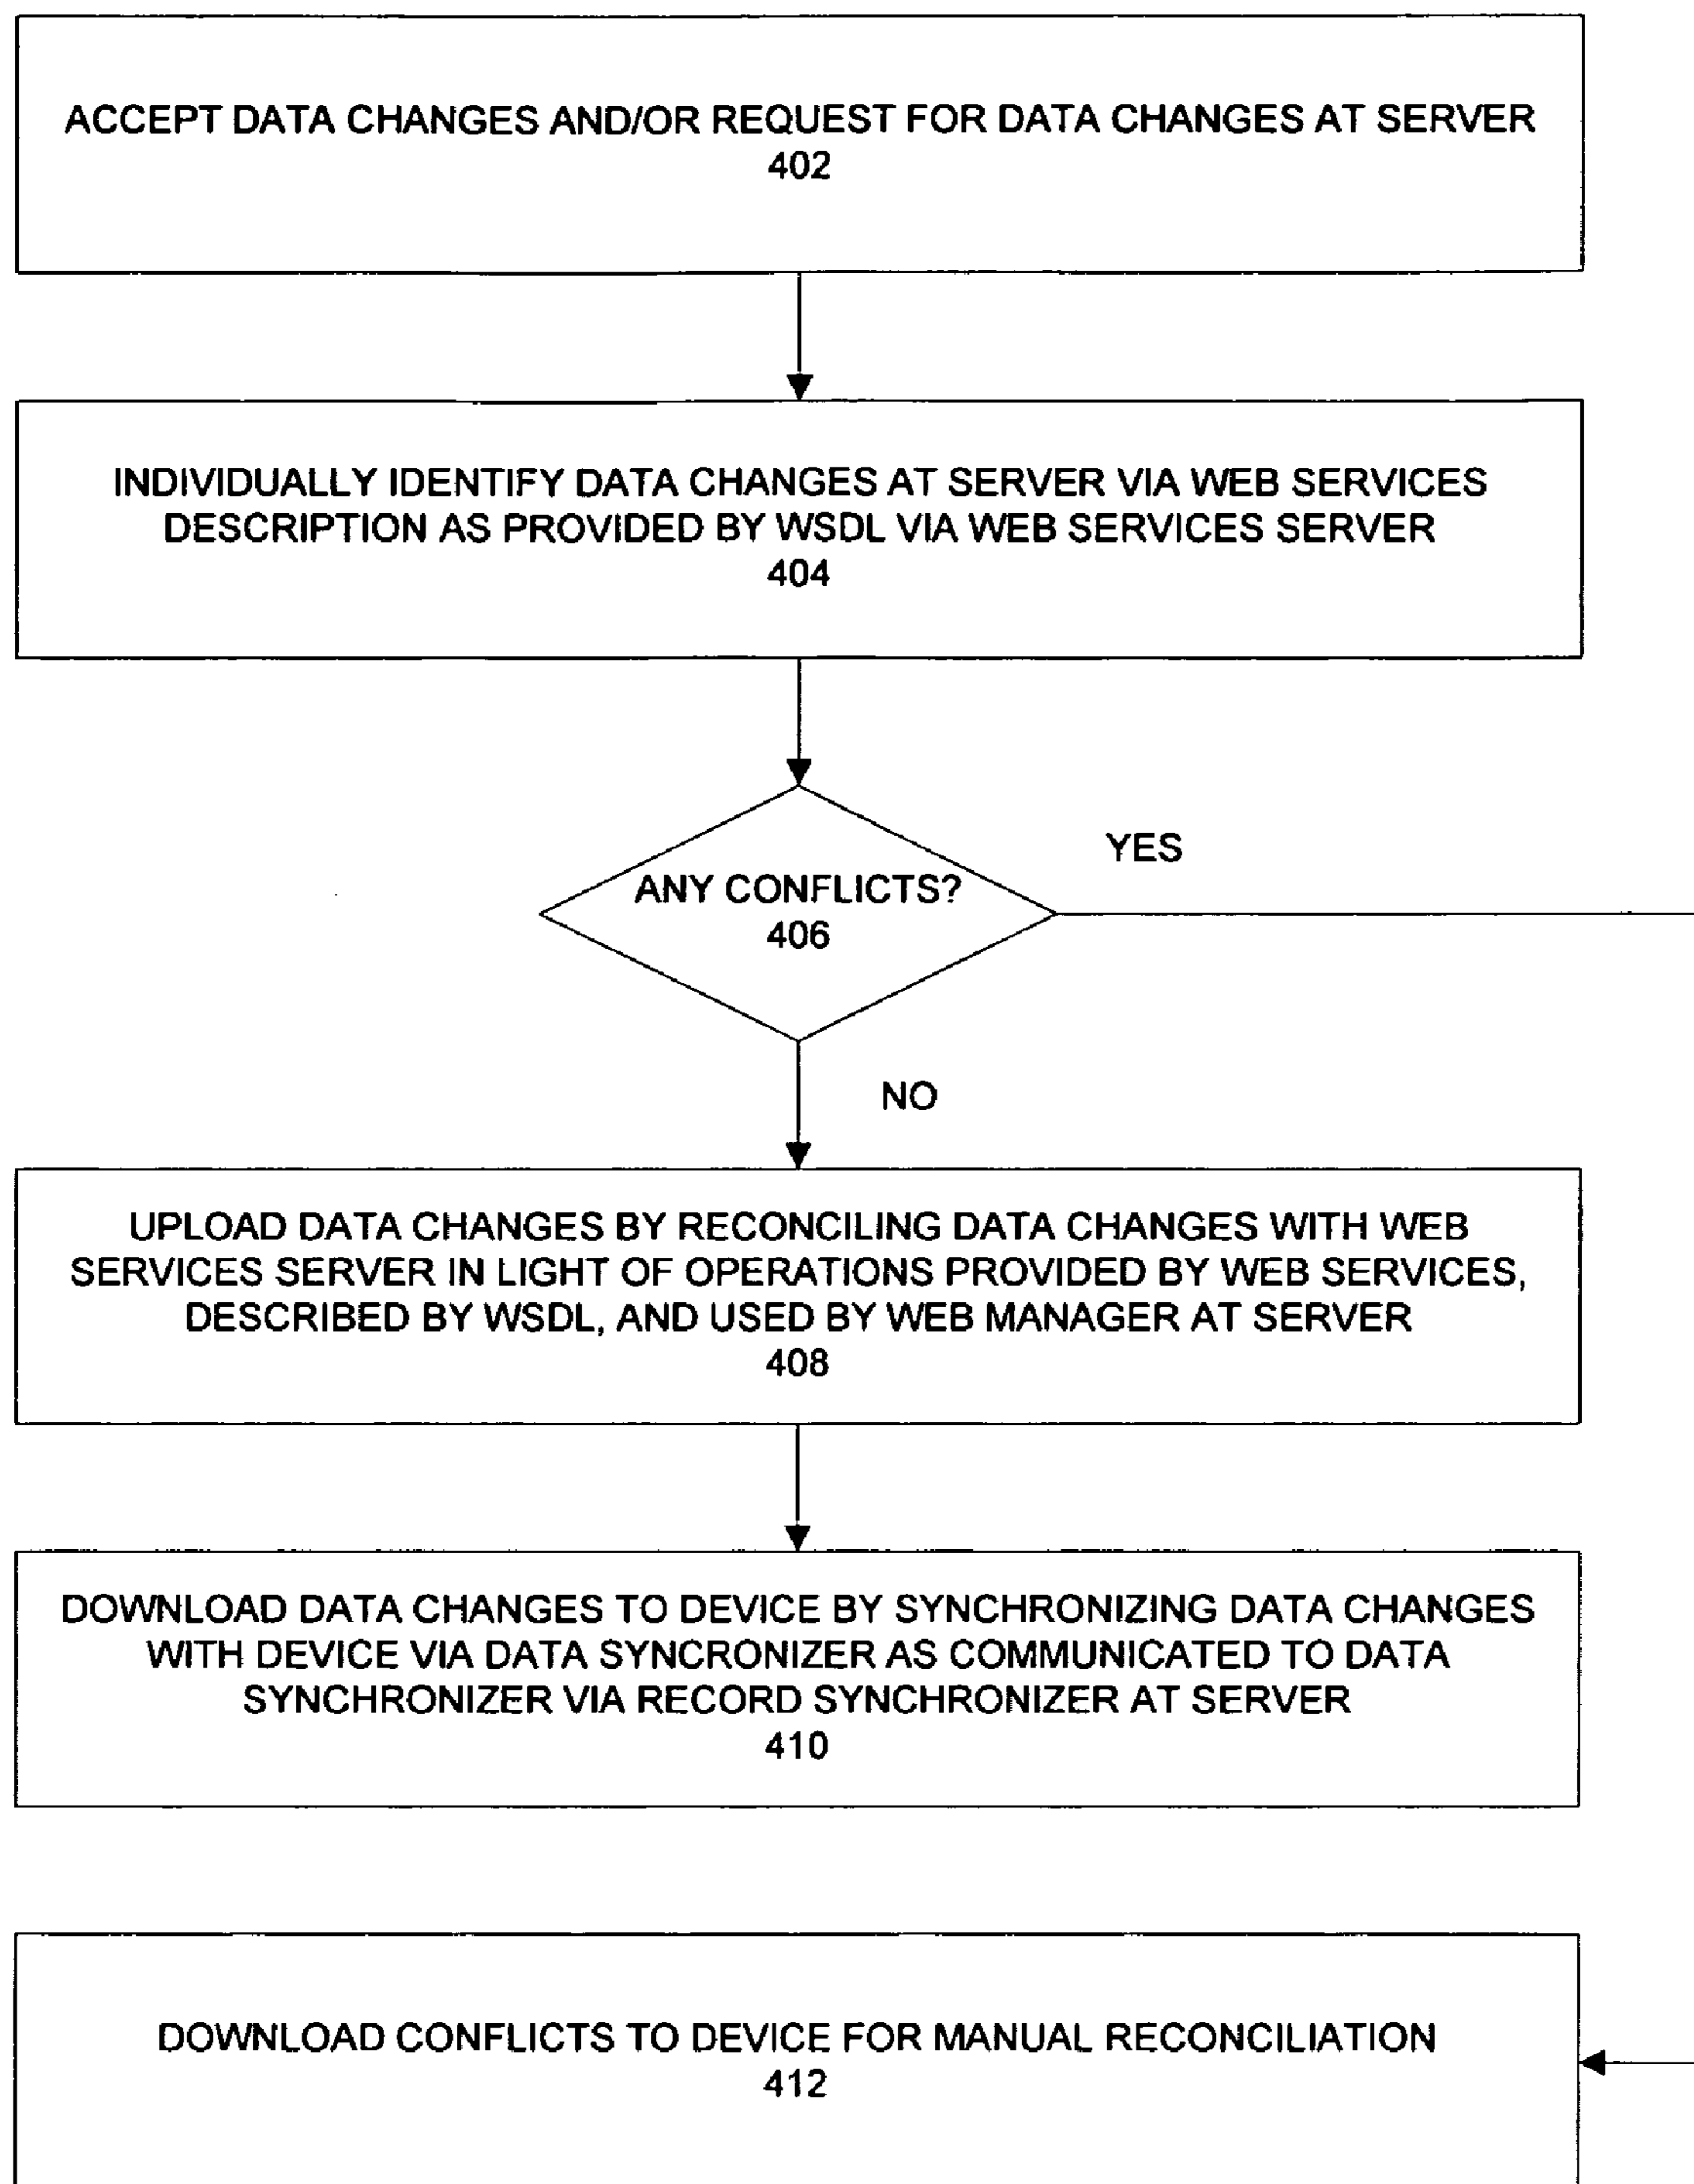 ACCEPT DATA CHANGES AND/OR REQUEST FOR DATA CHANGES AT SERVER
402
INDIVIDUALLY IDENTIFY DATA CHANGES AT SERVER VIA WEB SERVICES
DESCRIPTION AS PROVIDED BY WSDL VIA WEB SERVICES SERVER
404
YES
ANY CONFLICTS?
406
NO
UPLOAD DATA CHANGES BY RECONCILING DATA CHANGES WITH WEB
SERVICES SERVER IN LIGHT OF OPERATIONS PROVIDED BY WEB SERVICES,
DESCRIBED BY WSDL, AND USED BY WEB MANAGER AT SERVER
408
DOWNLOAD DATA CHANGES TO DEVICE BY SYNCHRONIZING DATA CHANGES
WITH DEVICE VIA DATA SYNCRONIZER AS COMMUNICATED TO DATA
SYNCHRONIZER VIA RECORD SYNCHRONIZER AT SERVER
410
DOWNLOAD CONFLICTS TO DEVICE FOR MANUAL RECONCILIATION
412